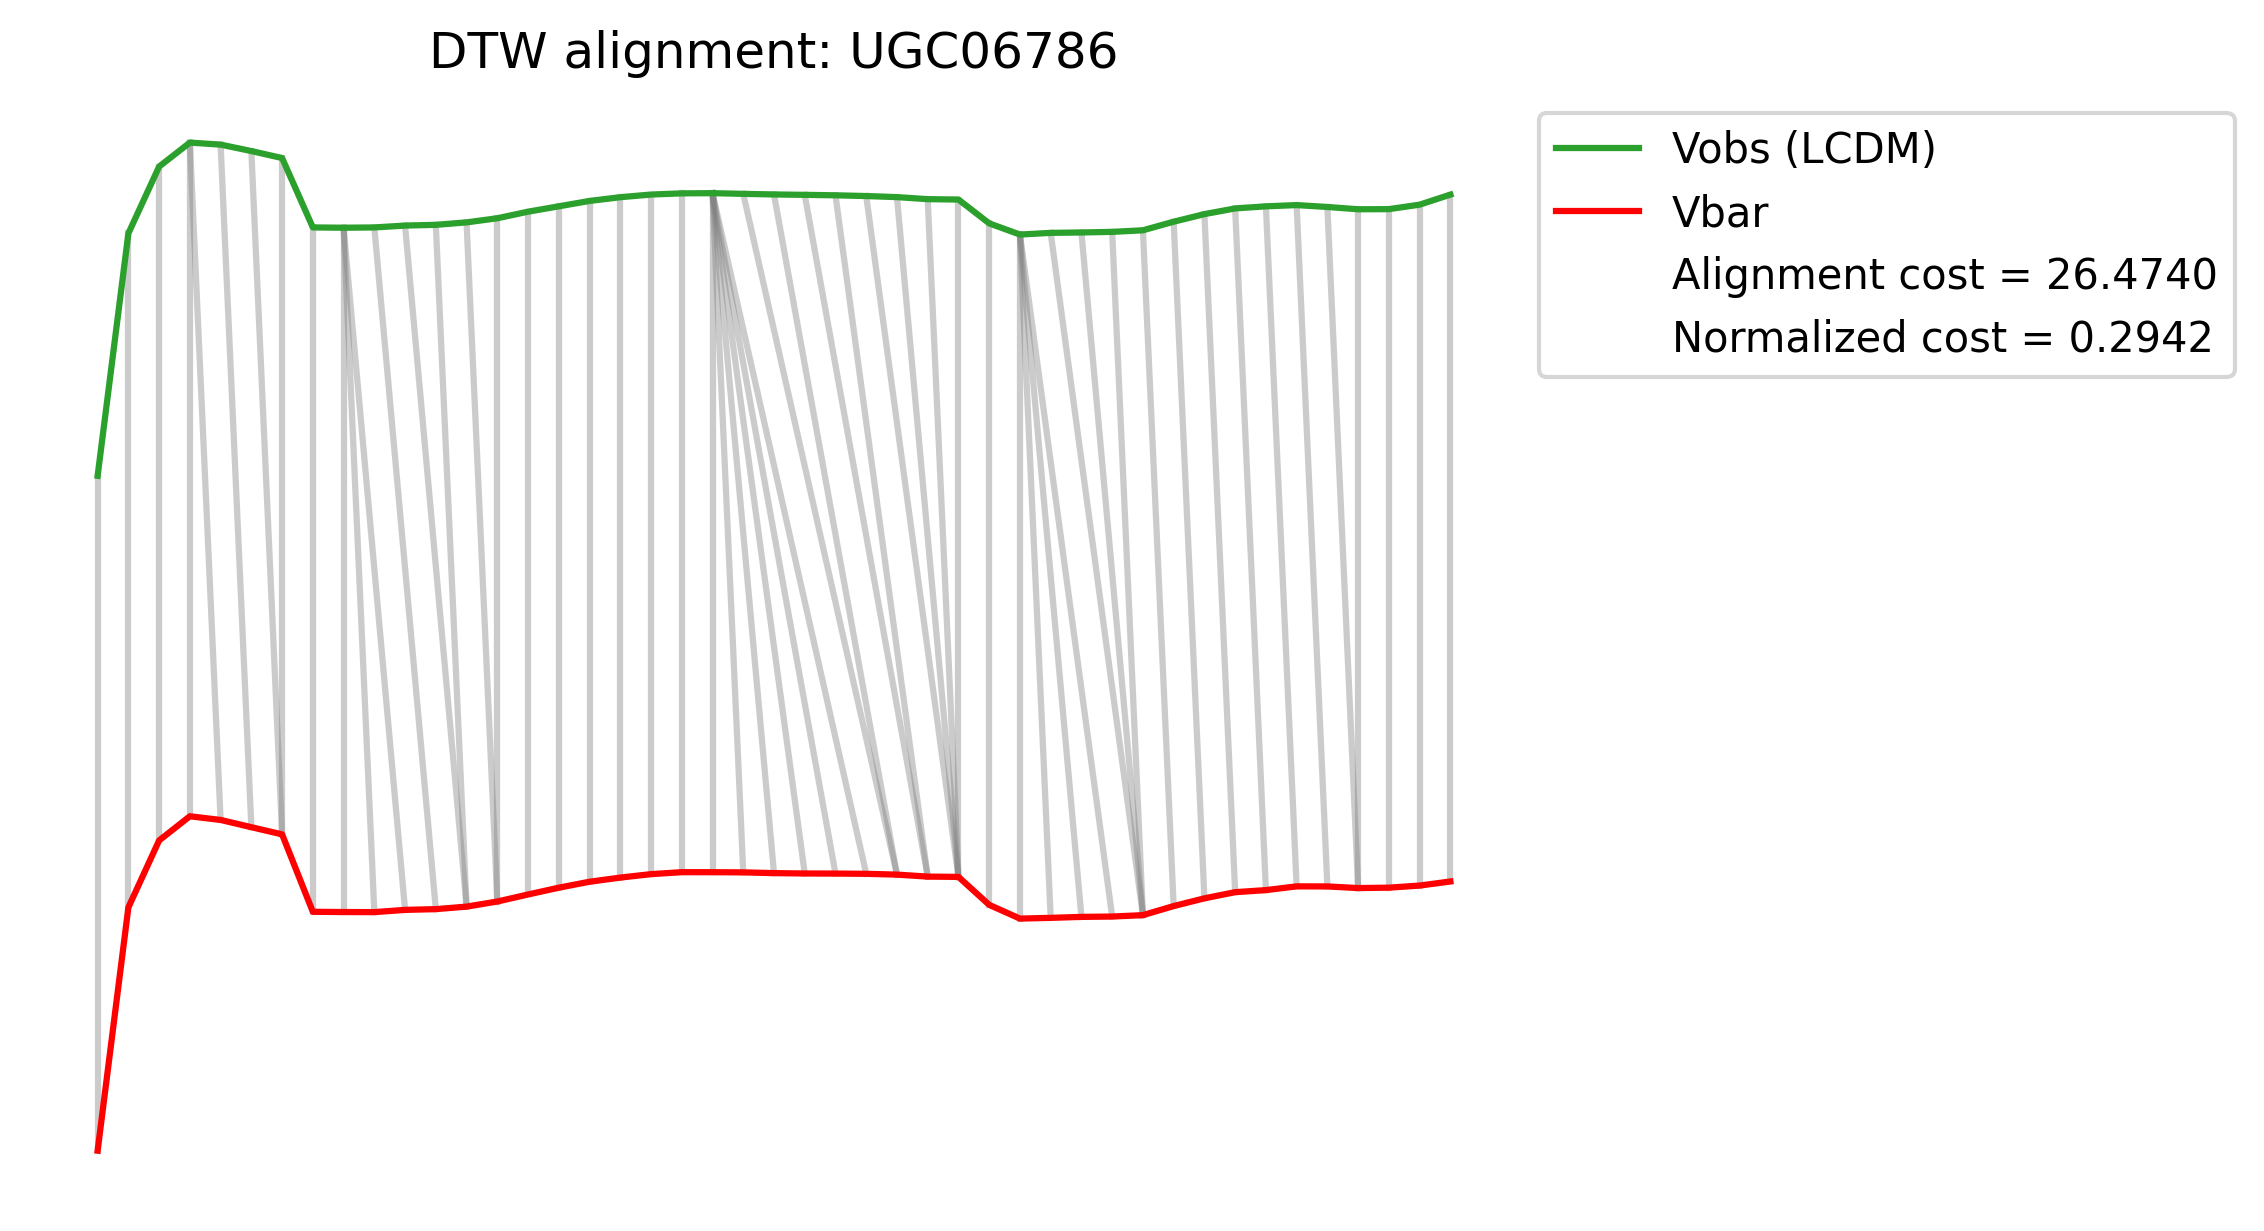 DTW alignment: UGC06786
Vobs (LCDM)
Vbar
Alignment cost = 26.4740
Normalized cost = 0.2942